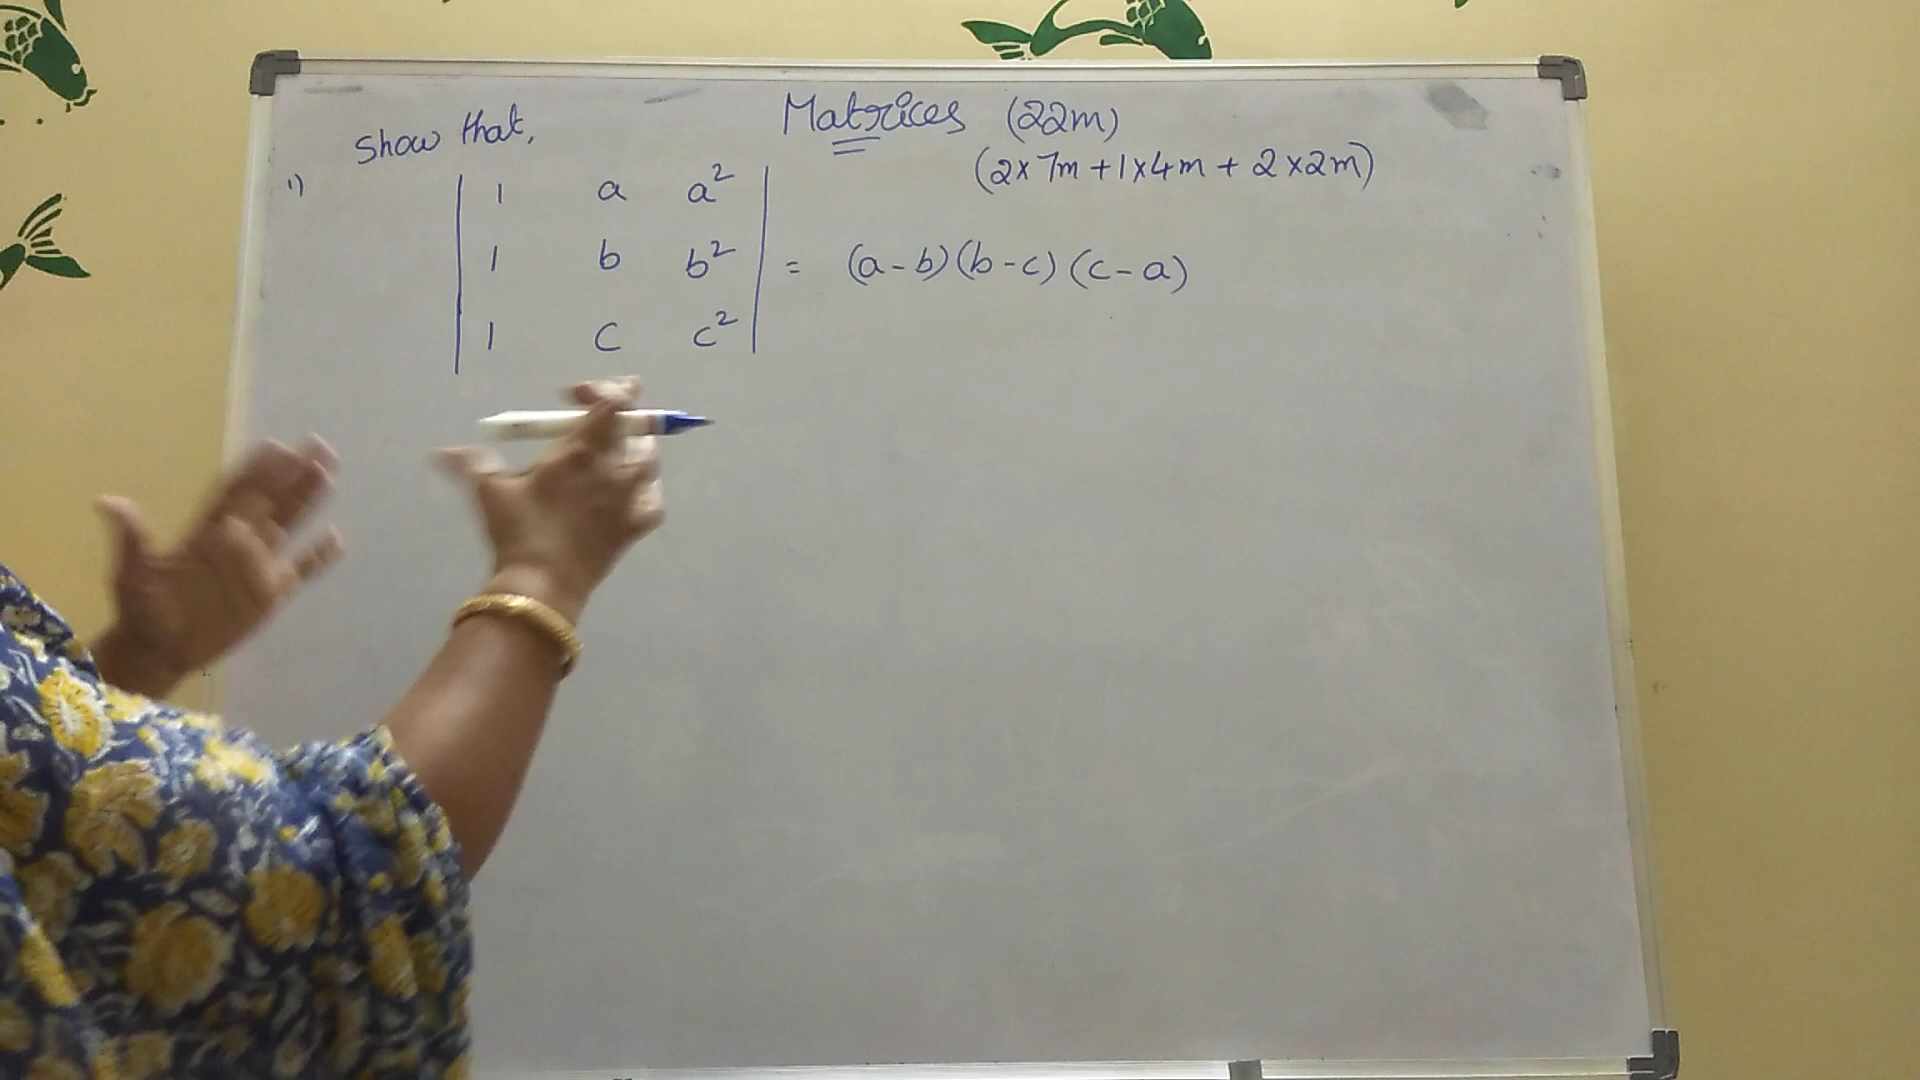 Matrices (22m)
(2x7m + 1x4m + 2x2m)
Show that,
1)
| 1 a a² |
| 1 b b² | = (a-b)(b-c)(c-a)
| 1 c c² |